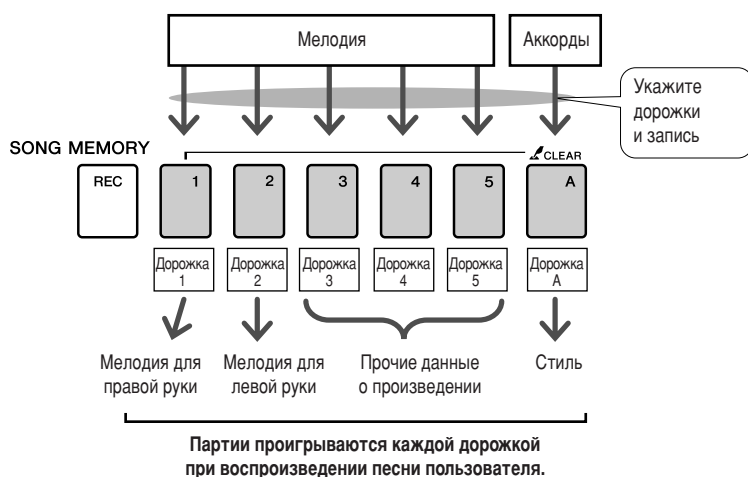 Мелодия
Аккорды
Укажите
дорожки
и запись
SONG MEMORY
CLEAR
REC
1
2
3
4
5
A
Дорожка
1
Дорожка
2
Дорожка
3
Дорожка
4
Дорожка
5
Дорожка
A
Мелодия для
правой руки
Мелодия для
левой руки
Прочие данные
о произведении
Стиль
Партии проигрываются каждой дорожкой
при воспроизведении песни пользователя.